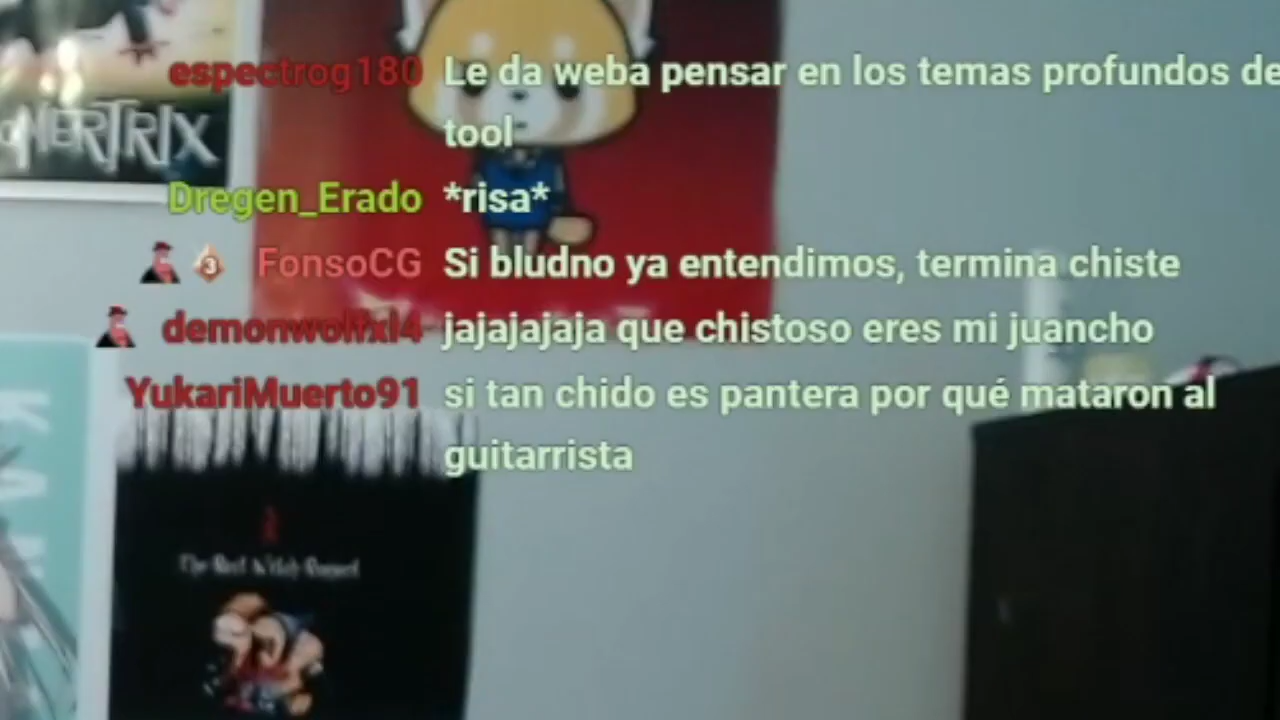 espectrog180 Le da weba pensar en los temas profundos de
tool
Dregen_Erado *risa*
3 FonsoCG Si bludno ya entendimos, termina chiste
demonwolfxl4 jajajajaja que chistoso eres mi juancho
YukariMuerto91 si tan chido es pantera por qué mataron al
guitarrista